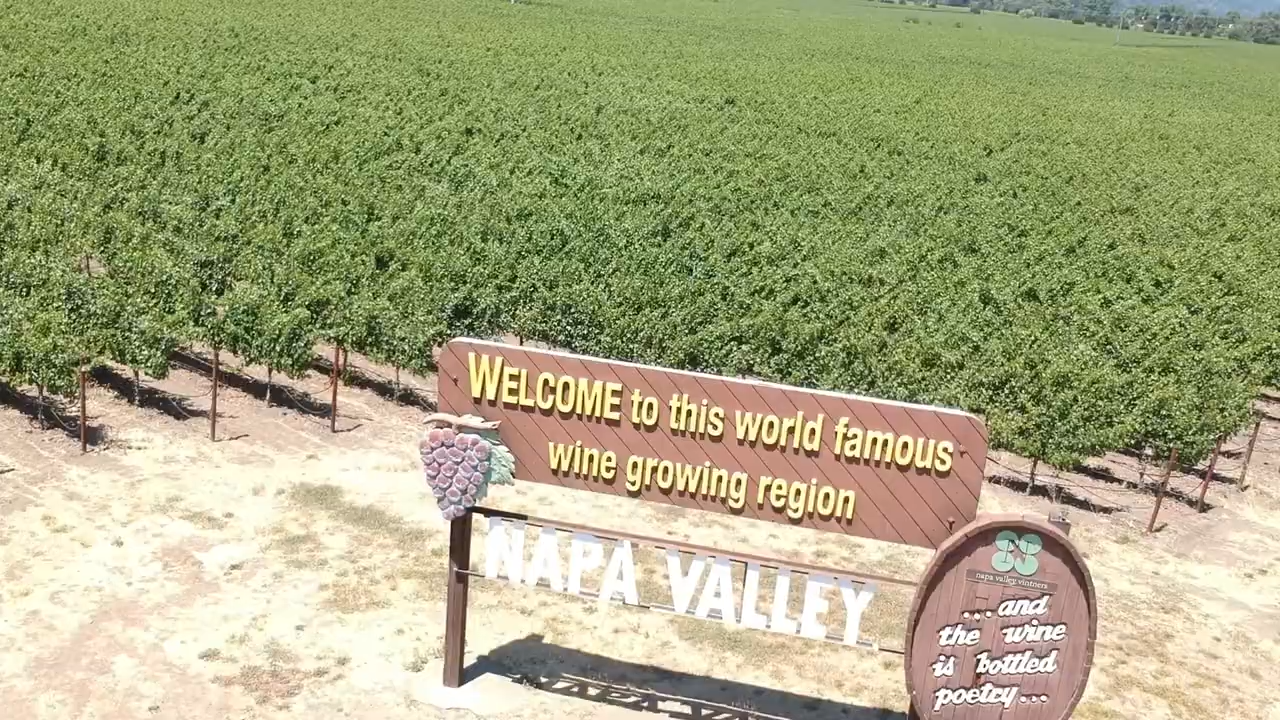 WELCOME to this world famous
wine growing region
NAPA VALLEY
napa valley vintners
...and
the wine
is bottled
poetry...